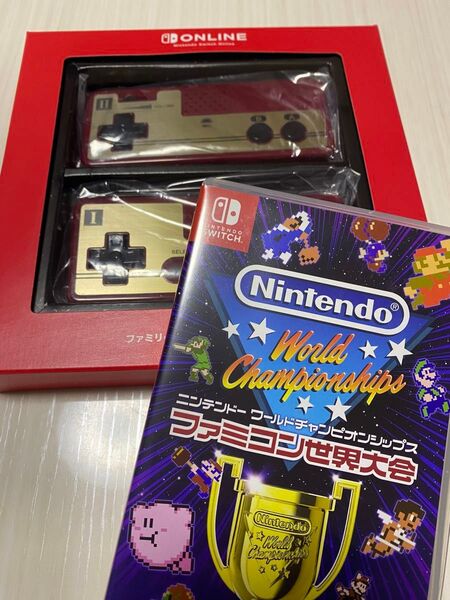 ONLINE
Nintendo Switch Online
II
B
A
I
SEL
ファミリ
NINTENDO
SWITCH
Nintendo®
World
Championships
ニンテンドー ワールドチャンピオンシップス
ファミコン世界大会
Nintendo
World
Championships